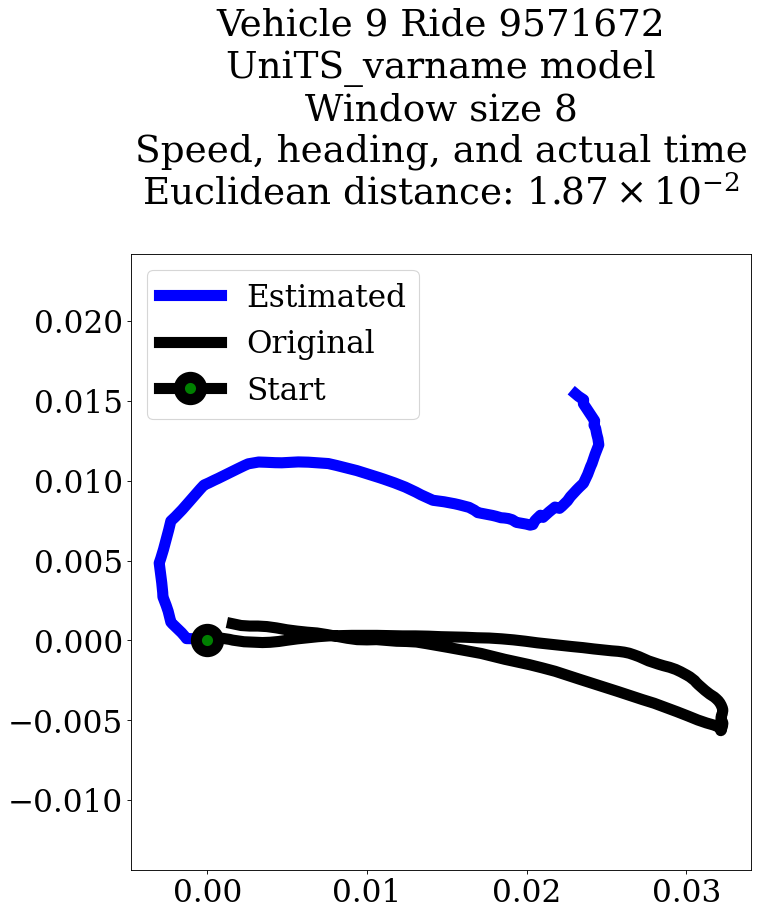 Vehicle 9 Ride 9571672
UniTS_varname model
Window size 8
Speed, heading, and actual time
Euclidean distance: 1.87 × 10⁻²
Estimated
Original
Start
0.020
0.015
0.010
0.005
0.000
−0.005
−0.010
0.00 0.01 0.02 0.03